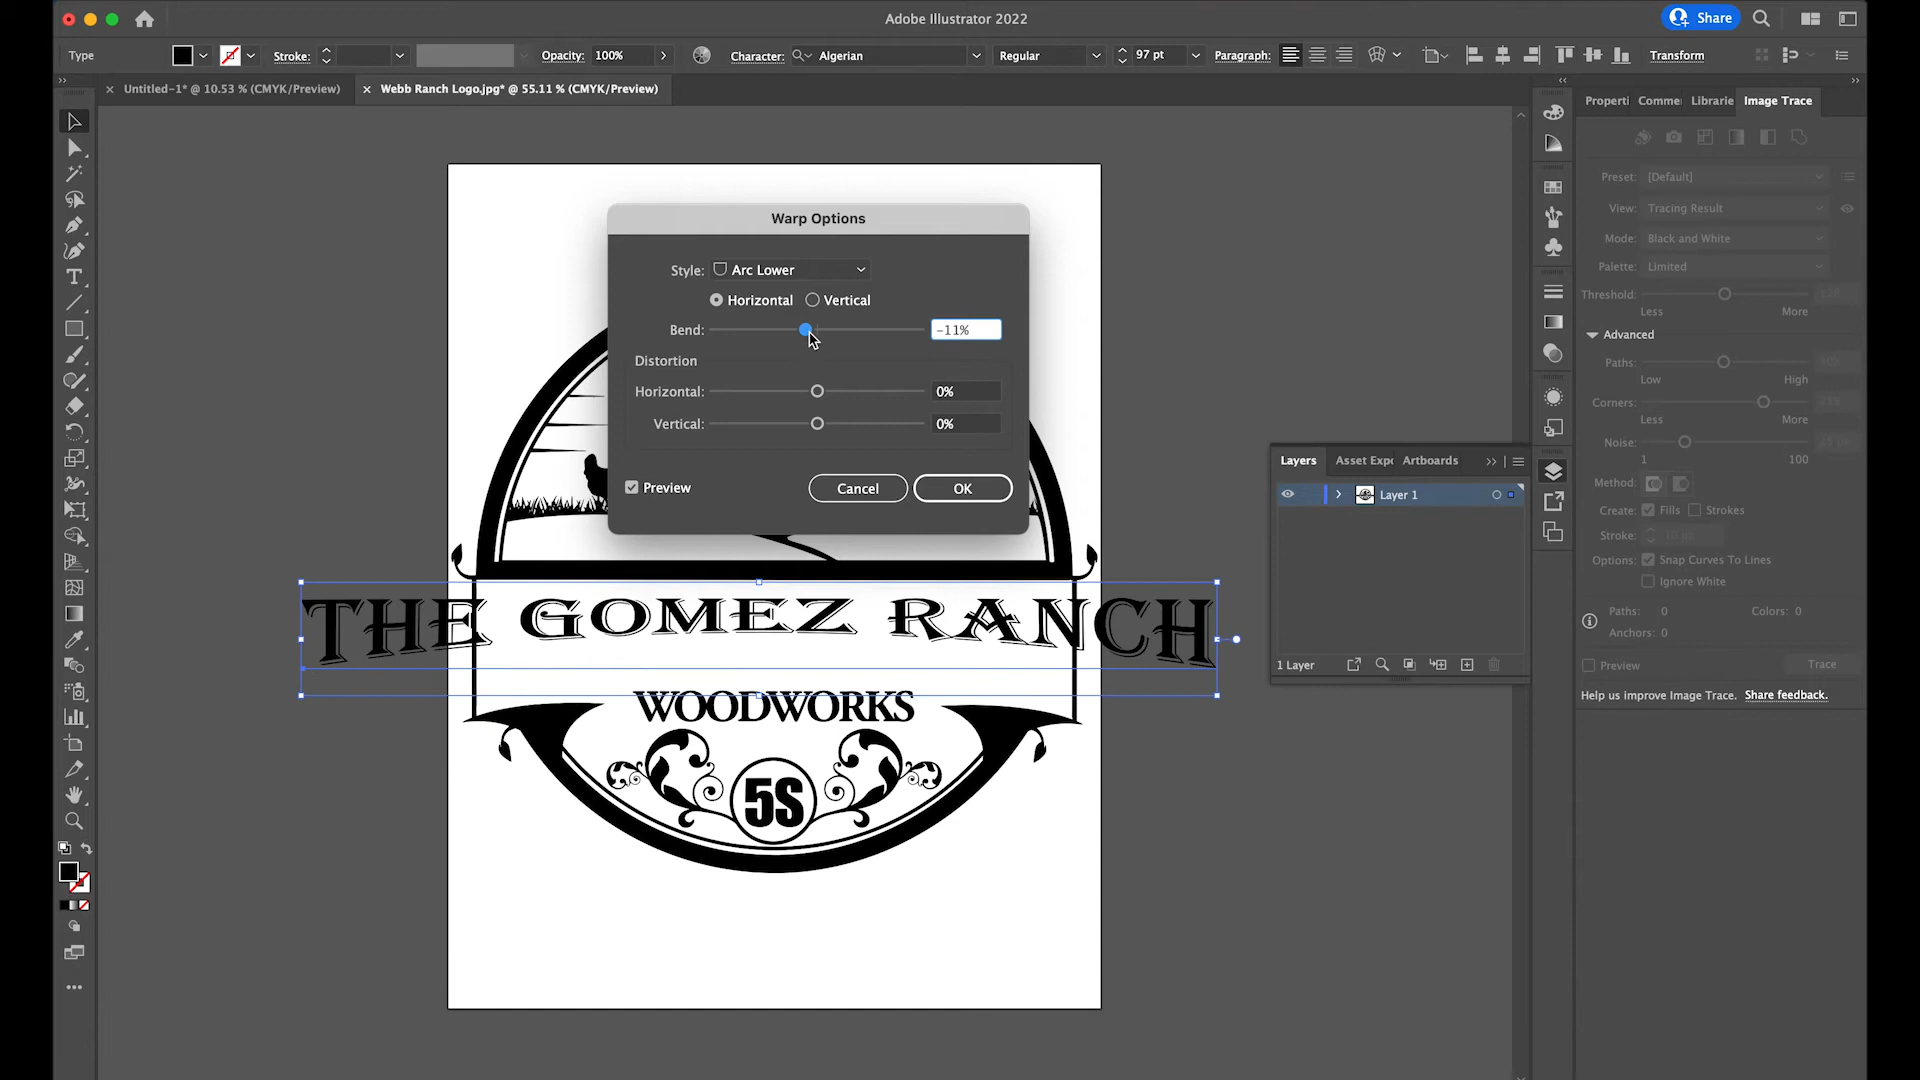 Adobe Illustrator 2022
Share
Type
Stroke:
Opacity: 100%
Character: Algerian
Regular
97 pt
Paragraph:
Transform
Untitled-1* @ 10.53 % (CMYK/Preview)
Webb Ranch Logo.jpg* @ 55.11 % (CMYK/Preview)
Properti
Comme
Librarie
Image Trace
Warp Options
Style: Arc Lower
Horizontal Vertical
Bend: -11%
Distortion
Horizontal: 0%
Vertical: 0%
Preview
Cancel
OK
THE GOMEZ RANCH
WOODWORKS
5S
Layers
Asset Expo
Artboards
Layer 1
1 Layer
Preset: [Default]
View: Tracing Result
Mode: Black and White
Palette: Limited
Threshold:
Less More
Advanced
Paths:
Low High
Corners:
Less More
Noise:
1 100
Method:
Create: Fills Strokes
Stroke:
Options: Snap Curves To Lines
Ignore White
Paths: 0 Colors: 0
Anchors: 0
Preview
Trace
Help us improve Image Trace. Share feedback.